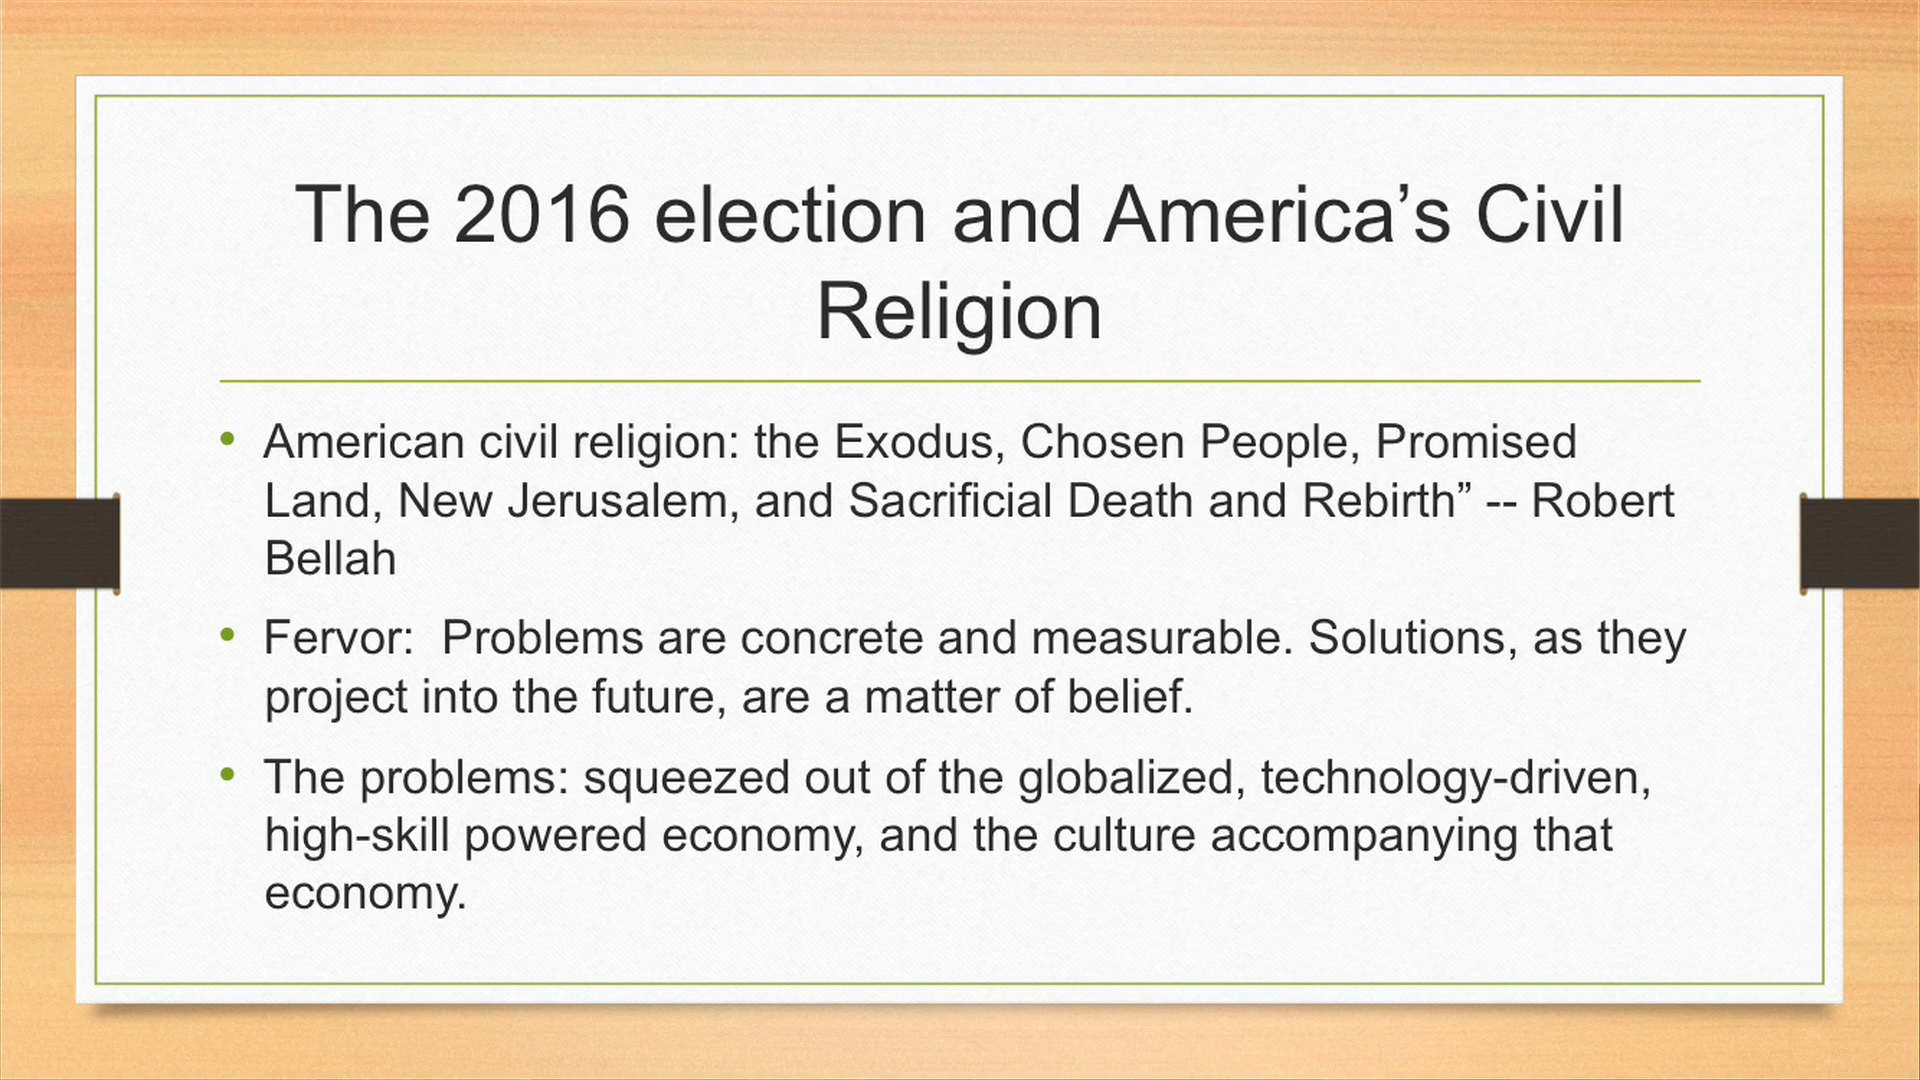 The 2016 election and America’s Civil
Religion
• American civil religion: the Exodus, Chosen People, Promised
Land, New Jerusalem, and Sacrificial Death and Rebirth” -- Robert
Bellah
• Fervor:  Problems are concrete and measurable. Solutions, as they
project into the future, are a matter of belief.
• The problems: squeezed out of the globalized, technology-driven,
high-skill powered economy, and the culture accompanying that
economy.